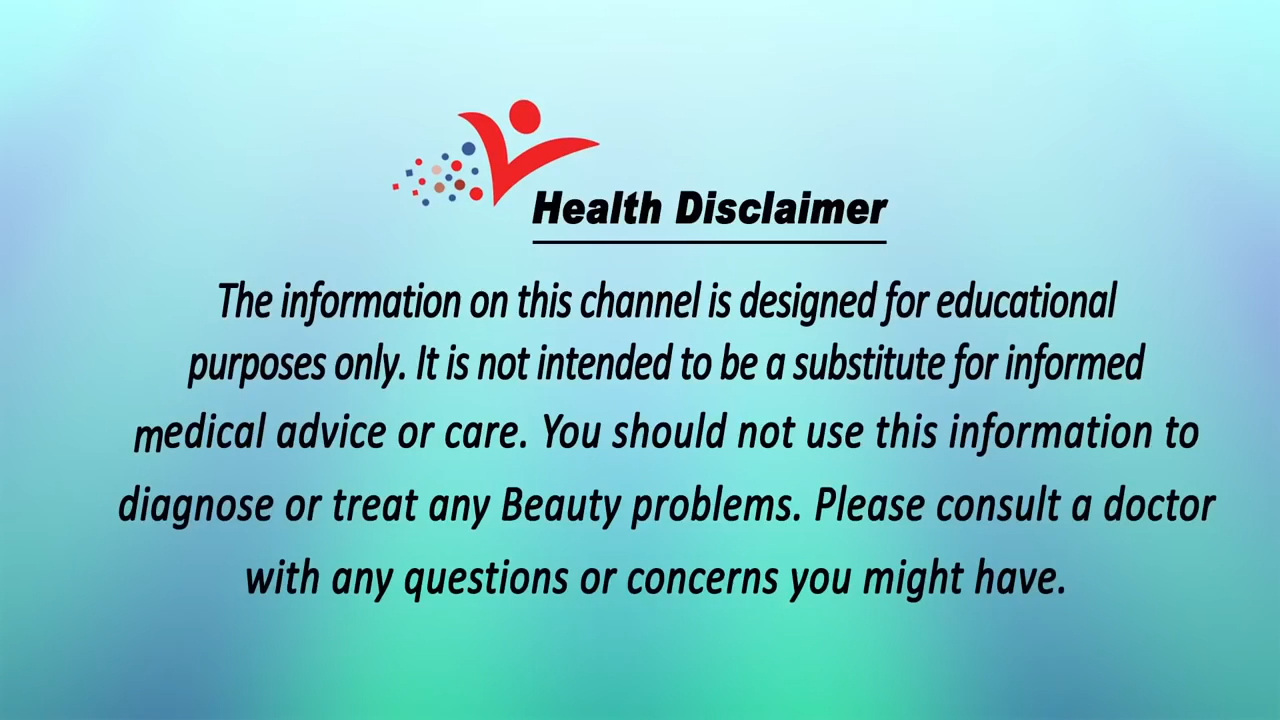 Health Disclaimer
The information on this channel is designed for educational
purposes only. It is not intended to be a substitute for informed
medical advice or care. You should not use this information to
diagnose or treat any Beauty problems. Please consult a doctor
with any questions or concerns you might have.